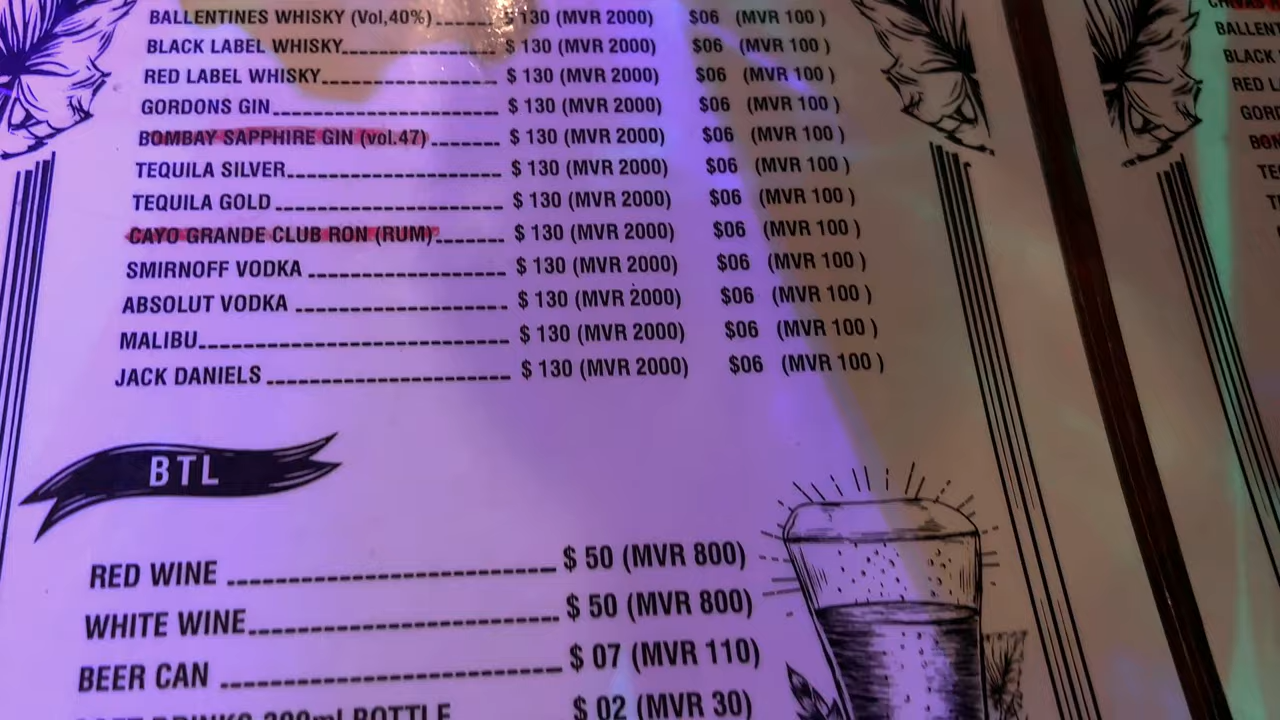 BALLENTINES WHISKY (Vol,40%) $ 130 (MVR 2000) $06 (MVR 100 )
BLACK LABEL WHISKY $ 130 (MVR 2000) $06 (MVR 100 )
RED LABEL WHISKY $ 130 (MVR 2000) $06 (MVR 100 )
GORDONS GIN $ 130 (MVR 2000) $06 (MVR 100 )
BOMBAY SAPPHIRE GIN (vol.47) $ 130 (MVR 2000) $06 (MVR 100 )
TEQUILA SILVER $ 130 (MVR 2000) $06 (MVR 100 )
TEQUILA GOLD $ 130 (MVR 2000) $06 (MVR 100 )
CAYO GRANDE CLUB RON (RUM) $ 130 (MVR 2000) $06 (MVR 100 )
SMIRNOFF VODKA $ 130 (MVR 2000) $06 (MVR 100 )
ABSOLUT VODKA $ 130 (MVR 2000) $06 (MVR 100 )
MALIBU $ 130 (MVR 2000) $06 (MVR 100 )
JACK DANIELS $ 130 (MVR 2000) $06 (MVR 100 )
BTL
RED WINE $ 50 (MVR 800)
WHITE WINE $ 50 (MVR 800)
BEER CAN $ 07 (MVR 110)
SOFT DRINKS 300ml BOTTLE $ 02 (MVR 30)
BLACK
RED